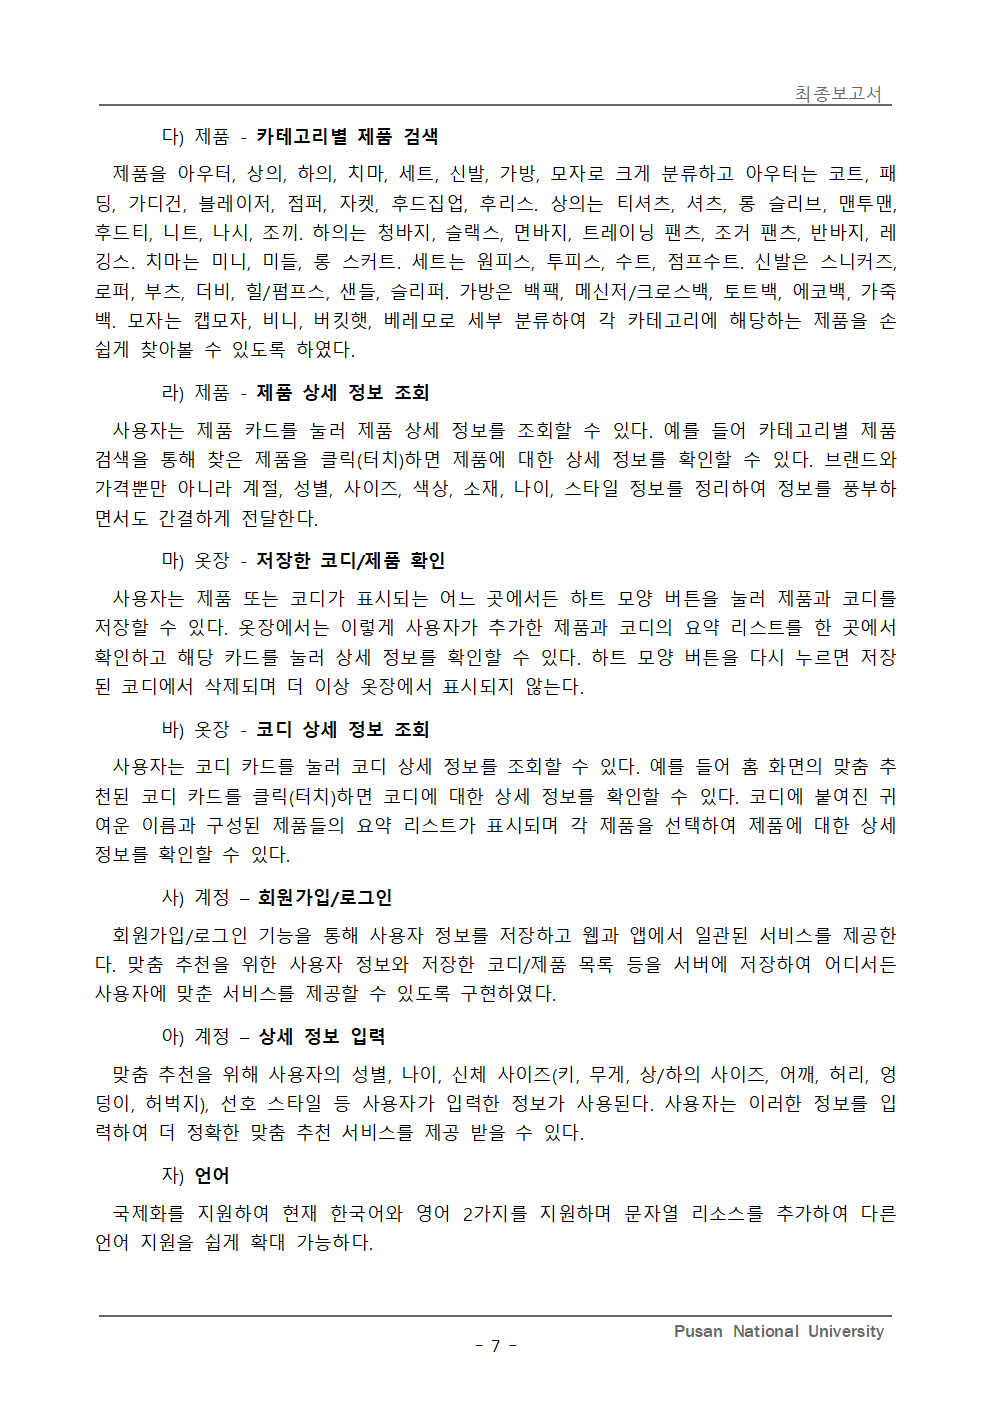 최종보고서
다) 제품 - 카테고리별 제품 검색
제품을 아우터, 상의, 하의, 치마, 세트, 신발, 가방, 모자로 크게 분류하고 아우터는 코트, 패
딩, 가디건, 블레이저, 점퍼, 자켓, 후드집업, 후리스. 상의는 티셔츠, 셔츠, 롱 슬리브, 맨투맨,
후드티, 니트, 나시, 조끼. 하의는 청바지, 슬랙스, 면바지, 트레이닝 팬츠, 조거 팬츠, 반바지, 레
깅스. 치마는 미니, 미들, 롱 스커트. 세트는 원피스, 투피스, 수트, 점프수트. 신발은 스니커즈,
로퍼, 부츠, 더비, 힐/펌프스, 샌들, 슬리퍼. 가방은 백팩, 메신저/크로스백, 토트백, 에코백, 가죽
백. 모자는 캡모자, 비니, 버킷햇, 베레모로 세부 분류하여 각 카테고리에 해당하는 제품을 손
쉽게 찾아볼 수 있도록 하였다.
라) 제품 - 제품 상세 정보 조회
사용자는 제품 카드를 눌러 제품 상세 정보를 조회할 수 있다. 예를 들어 카테고리별 제품
검색을 통해 찾은 제품을 클릭(터치)하면 제품에 대한 상세 정보를 확인할 수 있다. 브랜드와
가격뿐만 아니라 계절, 성별, 사이즈, 색상, 소재, 나이, 스타일 정보를 정리하여 정보를 풍부하
면서도 간결하게 전달한다.
마) 옷장 - 저장한 코디/제품 확인
사용자는 제품 또는 코디가 표시되는 어느 곳에서든 하트 모양 버튼을 눌러 제품과 코디를
저장할 수 있다. 옷장에서는 이렇게 사용자가 추가한 제품과 코디의 요약 리스트를 한 곳에서
확인하고 해당 카드를 눌러 상세 정보를 확인할 수 있다. 하트 모양 버튼을 다시 누르면 저장
된 코디에서 삭제되며 더 이상 옷장에서 표시되지 않는다.
바) 옷장 - 코디 상세 정보 조회
사용자는 코디 카드를 눌러 코디 상세 정보를 조회할 수 있다. 예를 들어 홈 화면의 맞춤 추
천된 코디 카드를 클릭(터치)하면 코디에 대한 상세 정보를 확인할 수 있다. 코디에 붙여진 귀
여운 이름과 구성된 제품들의 요약 리스트가 표시되며 각 제품을 선택하여 제품에 대한 상세
정보를 확인할 수 있다.
사) 계정 – 회원가입/로그인
회원가입/로그인 기능을 통해 사용자 정보를 저장하고 웹과 앱에서 일관된 서비스를 제공한
다. 맞춤 추천을 위한 사용자 정보와 저장한 코디/제품 목록 등을 서버에 저장하여 어디서든
사용자에 맞춘 서비스를 제공할 수 있도록 구현하였다.
아) 계정 – 상세 정보 입력
맞춤 추천을 위해 사용자의 성별, 나이, 신체 사이즈(키, 무게, 상/하의 사이즈, 어깨, 허리, 엉
덩이, 허벅지), 선호 스타일 등 사용자가 입력한 정보가 사용된다. 사용자는 이러한 정보를 입
력하여 더 정확한 맞춤 추천 서비스를 제공 받을 수 있다.
자) 언어
국제화를 지원하여 현재 한국어와 영어 2가지를 지원하며 문자열 리소스를 추가하여 다른
언어 지원을 쉽게 확대 가능하다.
Pusan National University
- 7 -